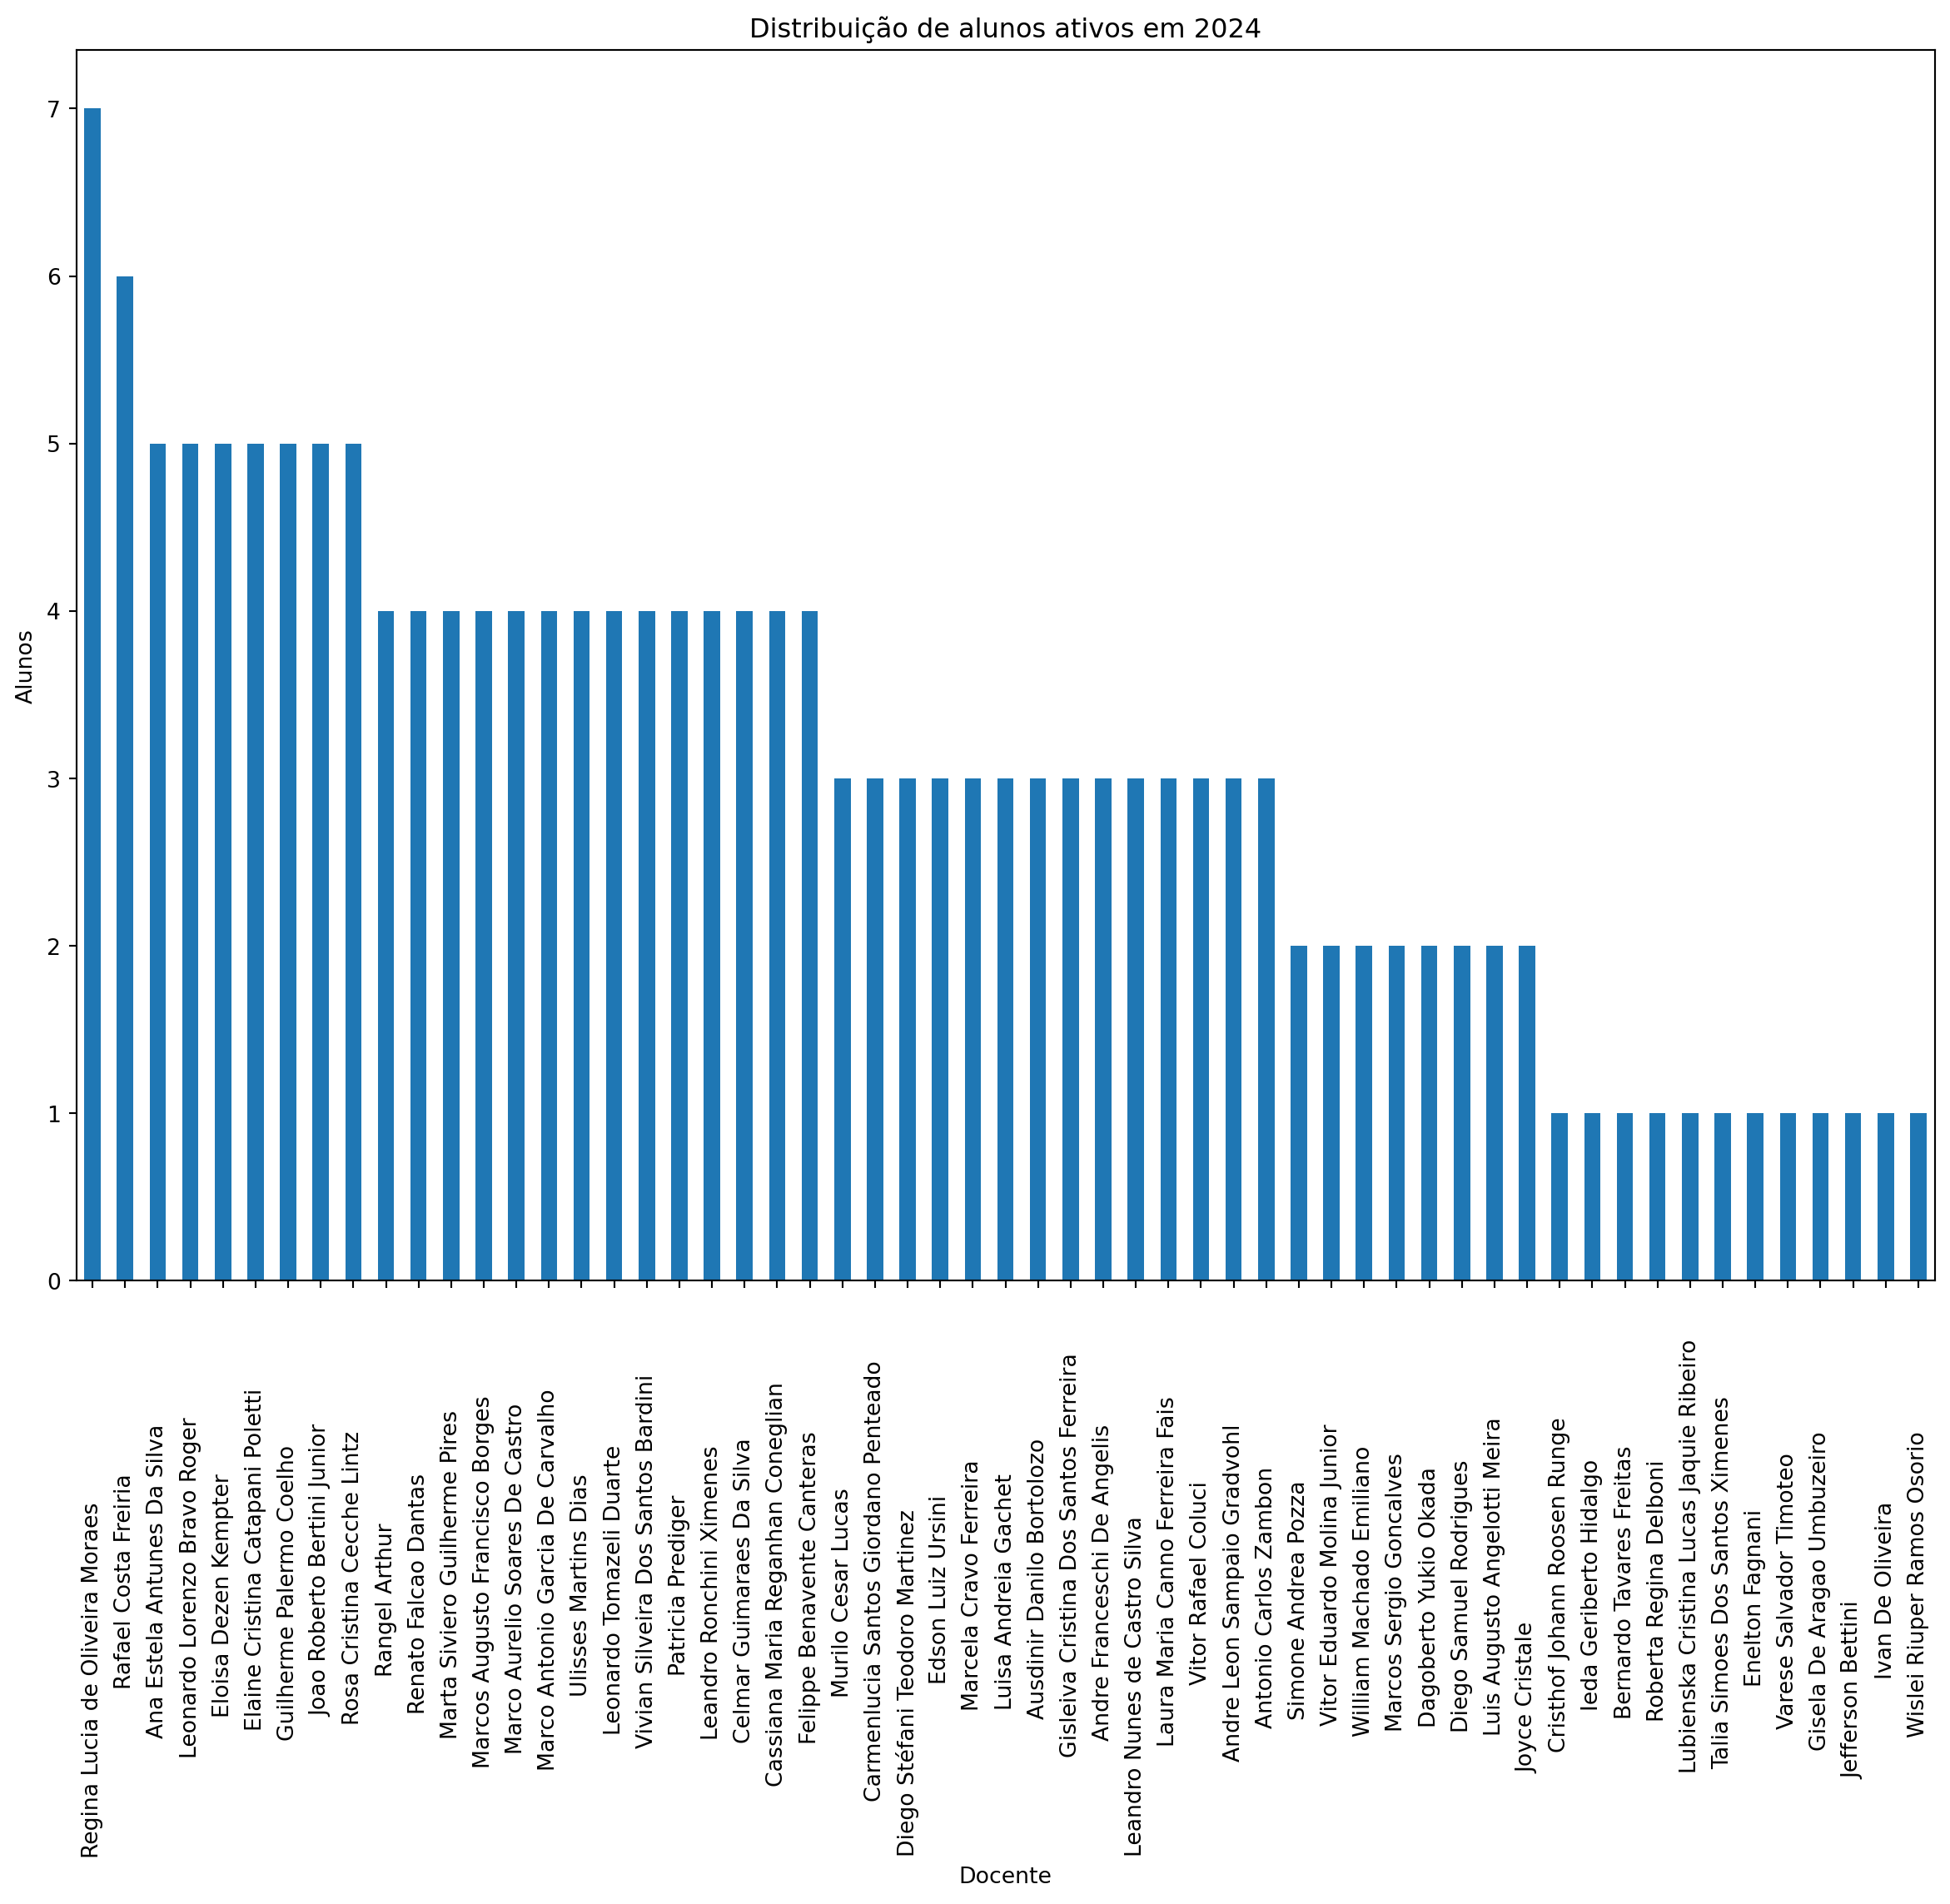 Distribuição de alunos ativos em 2024
Alunos
7
6
5
4
3
2
1
0
Regina Lucia de Oliveira Moraes
Rafael Costa Freiria
Ana Estela Antunes Da Silva
Leonardo Lorenzo Bravo Roger
Eloisa Dezen Kempter
Elaine Cristina Catapani Poletti
Guilherme Palermo Coelho
Joao Roberto Bertini Junior
Rosa Cristina Cecche Lintz
Rangel Arthur
Renato Falcao Dantas
Marta Siviero Guilherme Pires
Marcos Augusto Francisco Borges
Marco Aurelio Soares De Castro
Marco Antonio Garcia De Carvalho
Ulisses Martins Dias
Leonardo Tomazeli Duarte
Vivian Silveira Dos Santos Bardini
Patricia Prediger
Leandro Ronchini Ximenes
Celmar Guimaraes Da Silva
Cassiana Maria Reganhan Coneglian
Felippe Benavente Canteras
Murilo Cesar Lucas
Carmenlucia Santos Giordano Penteado
Diego Stéfani Teodoro Martinez
Edson Luiz Ursini
Marcela Cravo Ferreira
Luisa Andreia Gachet
Ausdinir Danilo Bortolozo
Gisleiva Cristina Dos Santos Ferreira
Andre Franceschi De Angelis
Leandro Nunes de Castro Silva
Laura Maria Canno Ferreira Fais
Vitor Rafael Coluci
Andre Leon Sampaio Gradvohl
Antonio Carlos Zambon
Simone Andrea Pozza
Vitor Eduardo Molina Junior
William Machado Emiliano
Marcos Sergio Goncalves
Dagoberto Yukio Okada
Diego Samuel Rodrigues
Luis Augusto Angelotti Meira
Joyce Cristale
Cristhof Johann Roosen Runge
Ieda Geriberto Hidalgo
Bernardo Tavares Freitas
Roberta Regina Delboni
Lubienska Cristina Lucas Jaquie Ribeiro
Talia Simoes Dos Santos Ximenes
Enelton Fagnani
Varese Salvador Timoteo
Gisela De Aragao Umbuzeiro
Jefferson Bettini
Ivan De Oliveira
Wislei Riuper Ramos Osorio
Docente